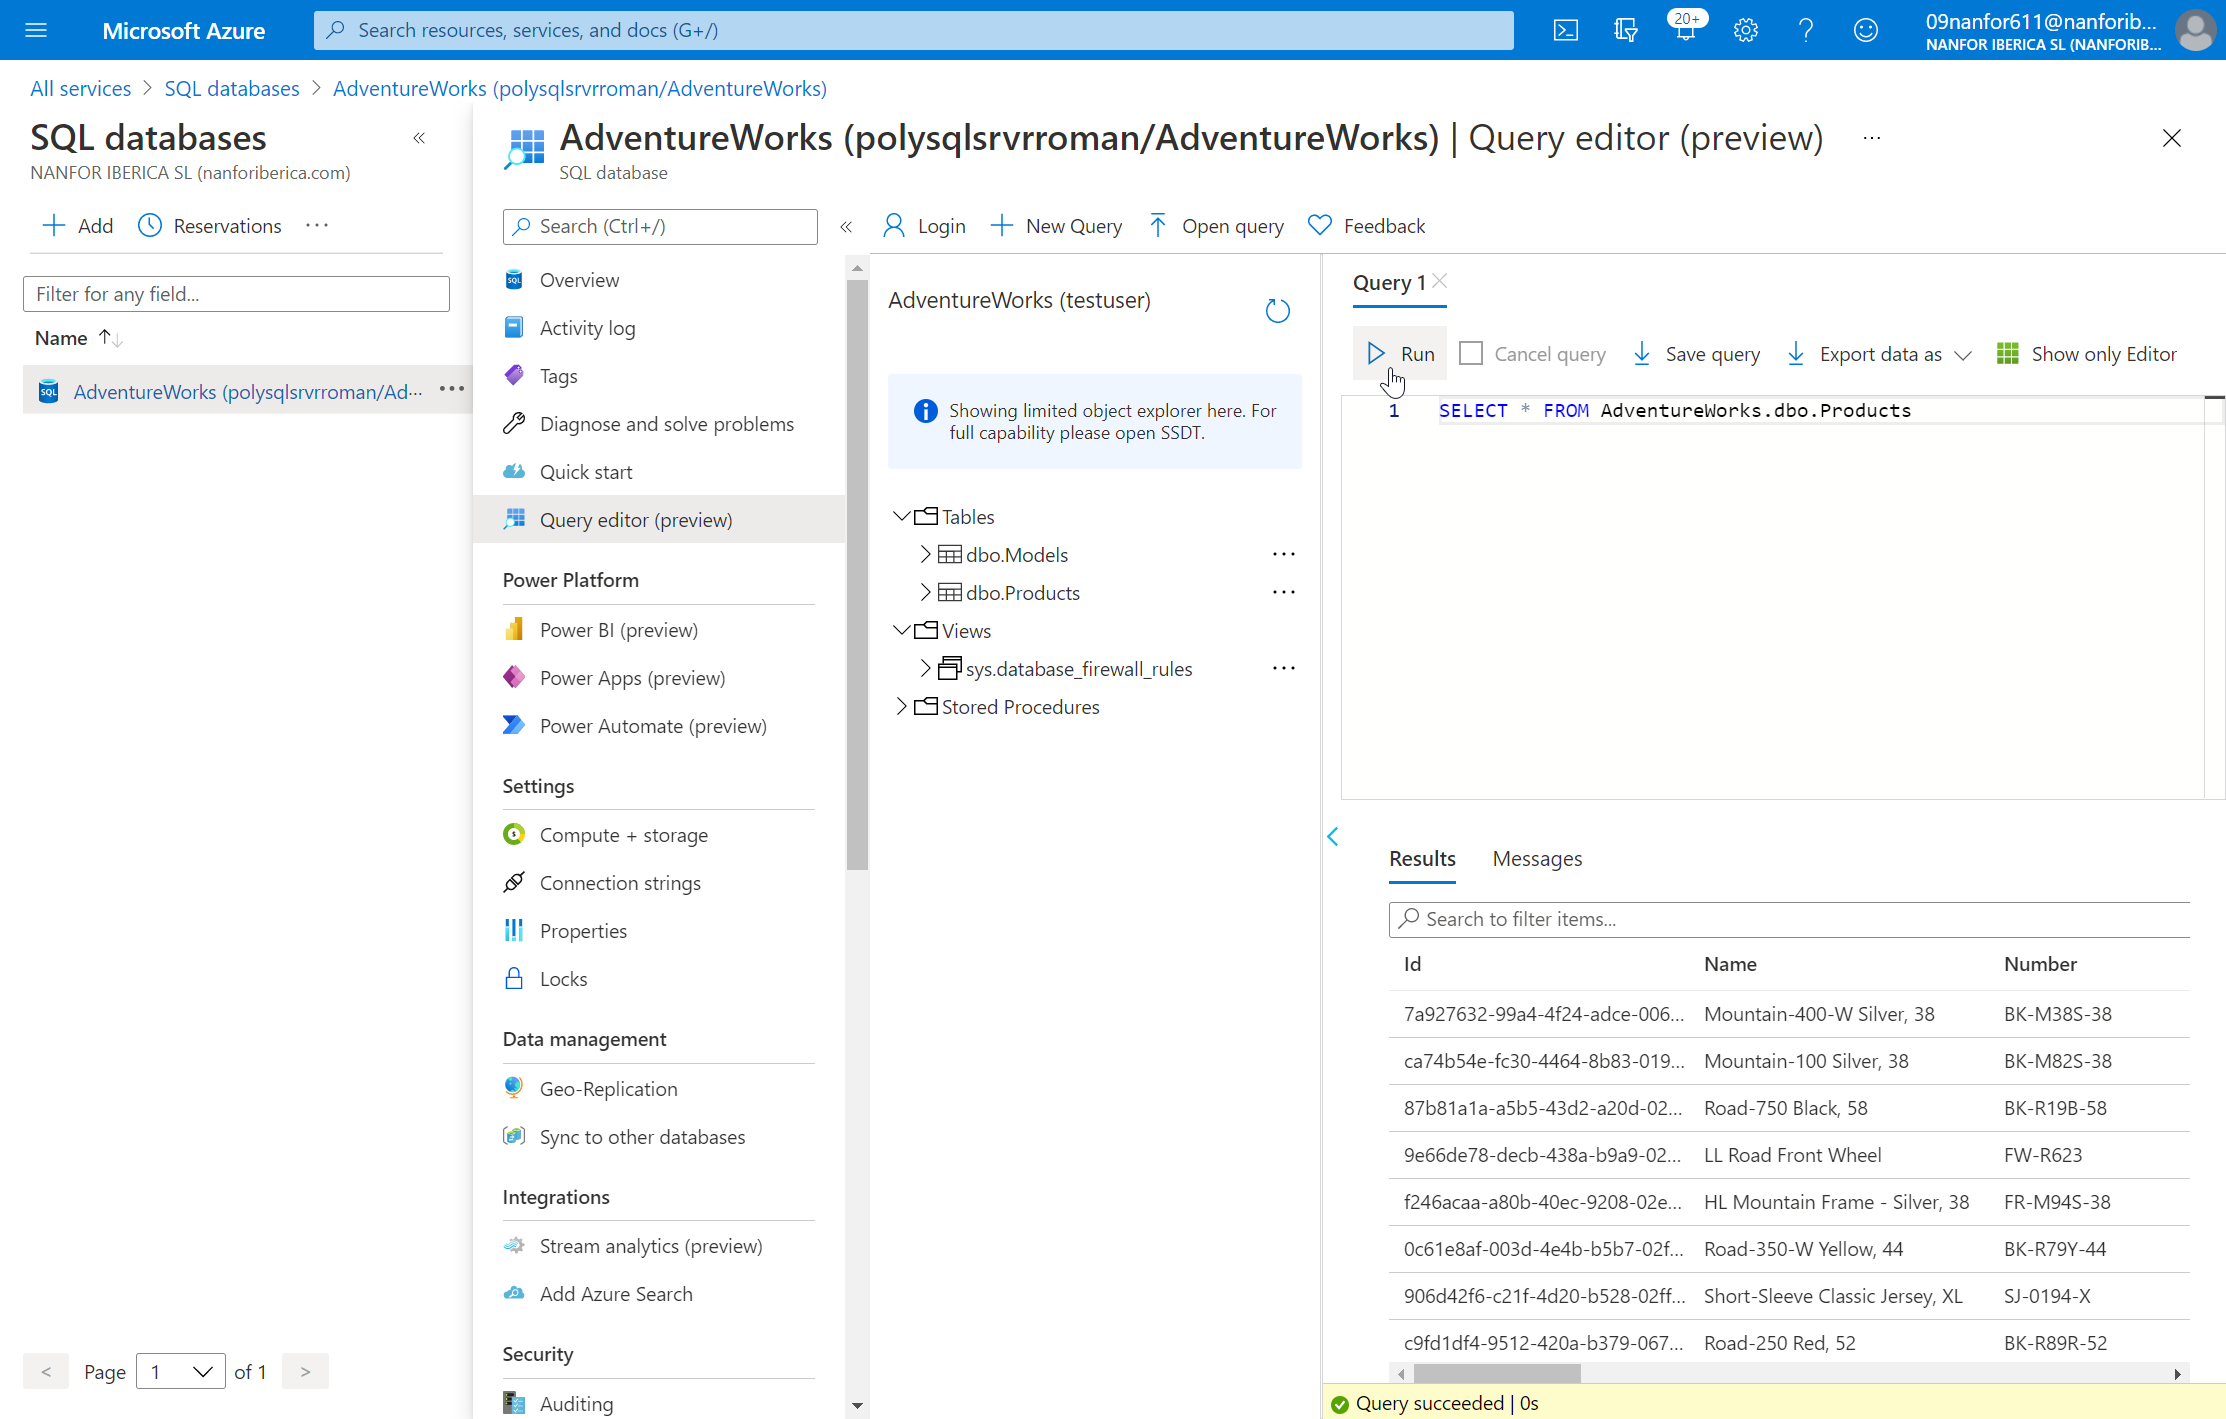 Microsoft Azure
Search resources, services, and docs (G+/)
20+
09nanfor611@nanforib...
NANFOR IBERICA SL (NANFORIB...
All services > SQL databases > AdventureWorks (polysqlsrvrroman/AdventureWorks)
SQL databases
NANFOR IBERICA SL (nanforiberica.com)
Add
Reservations
Filter for any field...
Name
AdventureWorks (polysqlsrvrroman/Ad...
Page 1 of 1
AdventureWorks (polysqlsrvrroman/AdventureWorks) | Query editor (preview)
SQL database
Search (Ctrl+/)
Overview
Activity log
Tags
Diagnose and solve problems
Quick start
Query editor (preview)
Power Platform
Power BI (preview)
Power Apps (preview)
Power Automate (preview)
Settings
Compute + storage
Connection strings
Properties
Locks
Data management
Geo-Replication
Sync to other databases
Integrations
Stream analytics (preview)
Add Azure Search
Security
Auditing
Login
New Query
Open query
Feedback
AdventureWorks (testuser)
Showing limited object explorer here. For
full capability please open SSDT.
Tables
dbo.Models
dbo.Products
Views
sys.database_firewall_rules
Stored Procedures
Query 1
Run
Cancel query
Save query
Export data as
Show only Editor
1 SELECT * FROM AdventureWorks.dbo.Products
Results Messages
Search to filter items...
Id Name Number
7a927632-99a4-4f24-adce-006... Mountain-400-W Silver, 38 BK-M38S-38
ca74b54e-fc30-4464-8b83-019... Mountain-100 Silver, 38 BK-M82S-38
87b81a1a-a5b5-43d2-a20d-02... Road-750 Black, 58 BK-R19B-58
9e66de78-decb-438a-b9a9-02... LL Road Front Wheel FW-R623
f246acaa-a80b-40ec-9208-02e... HL Mountain Frame - Silver, 38 FR-M94S-38
0c61e8af-003d-4e4b-b5b7-02f... Road-350-W Yellow, 44 BK-R79Y-44
906d42f6-c21f-4d20-b528-02ff... Short-Sleeve Classic Jersey, XL SJ-0194-X
c9fd1df4-9512-420a-b379-067... Road-250 Red, 52 BK-R89R-52
Query succeeded | 0s